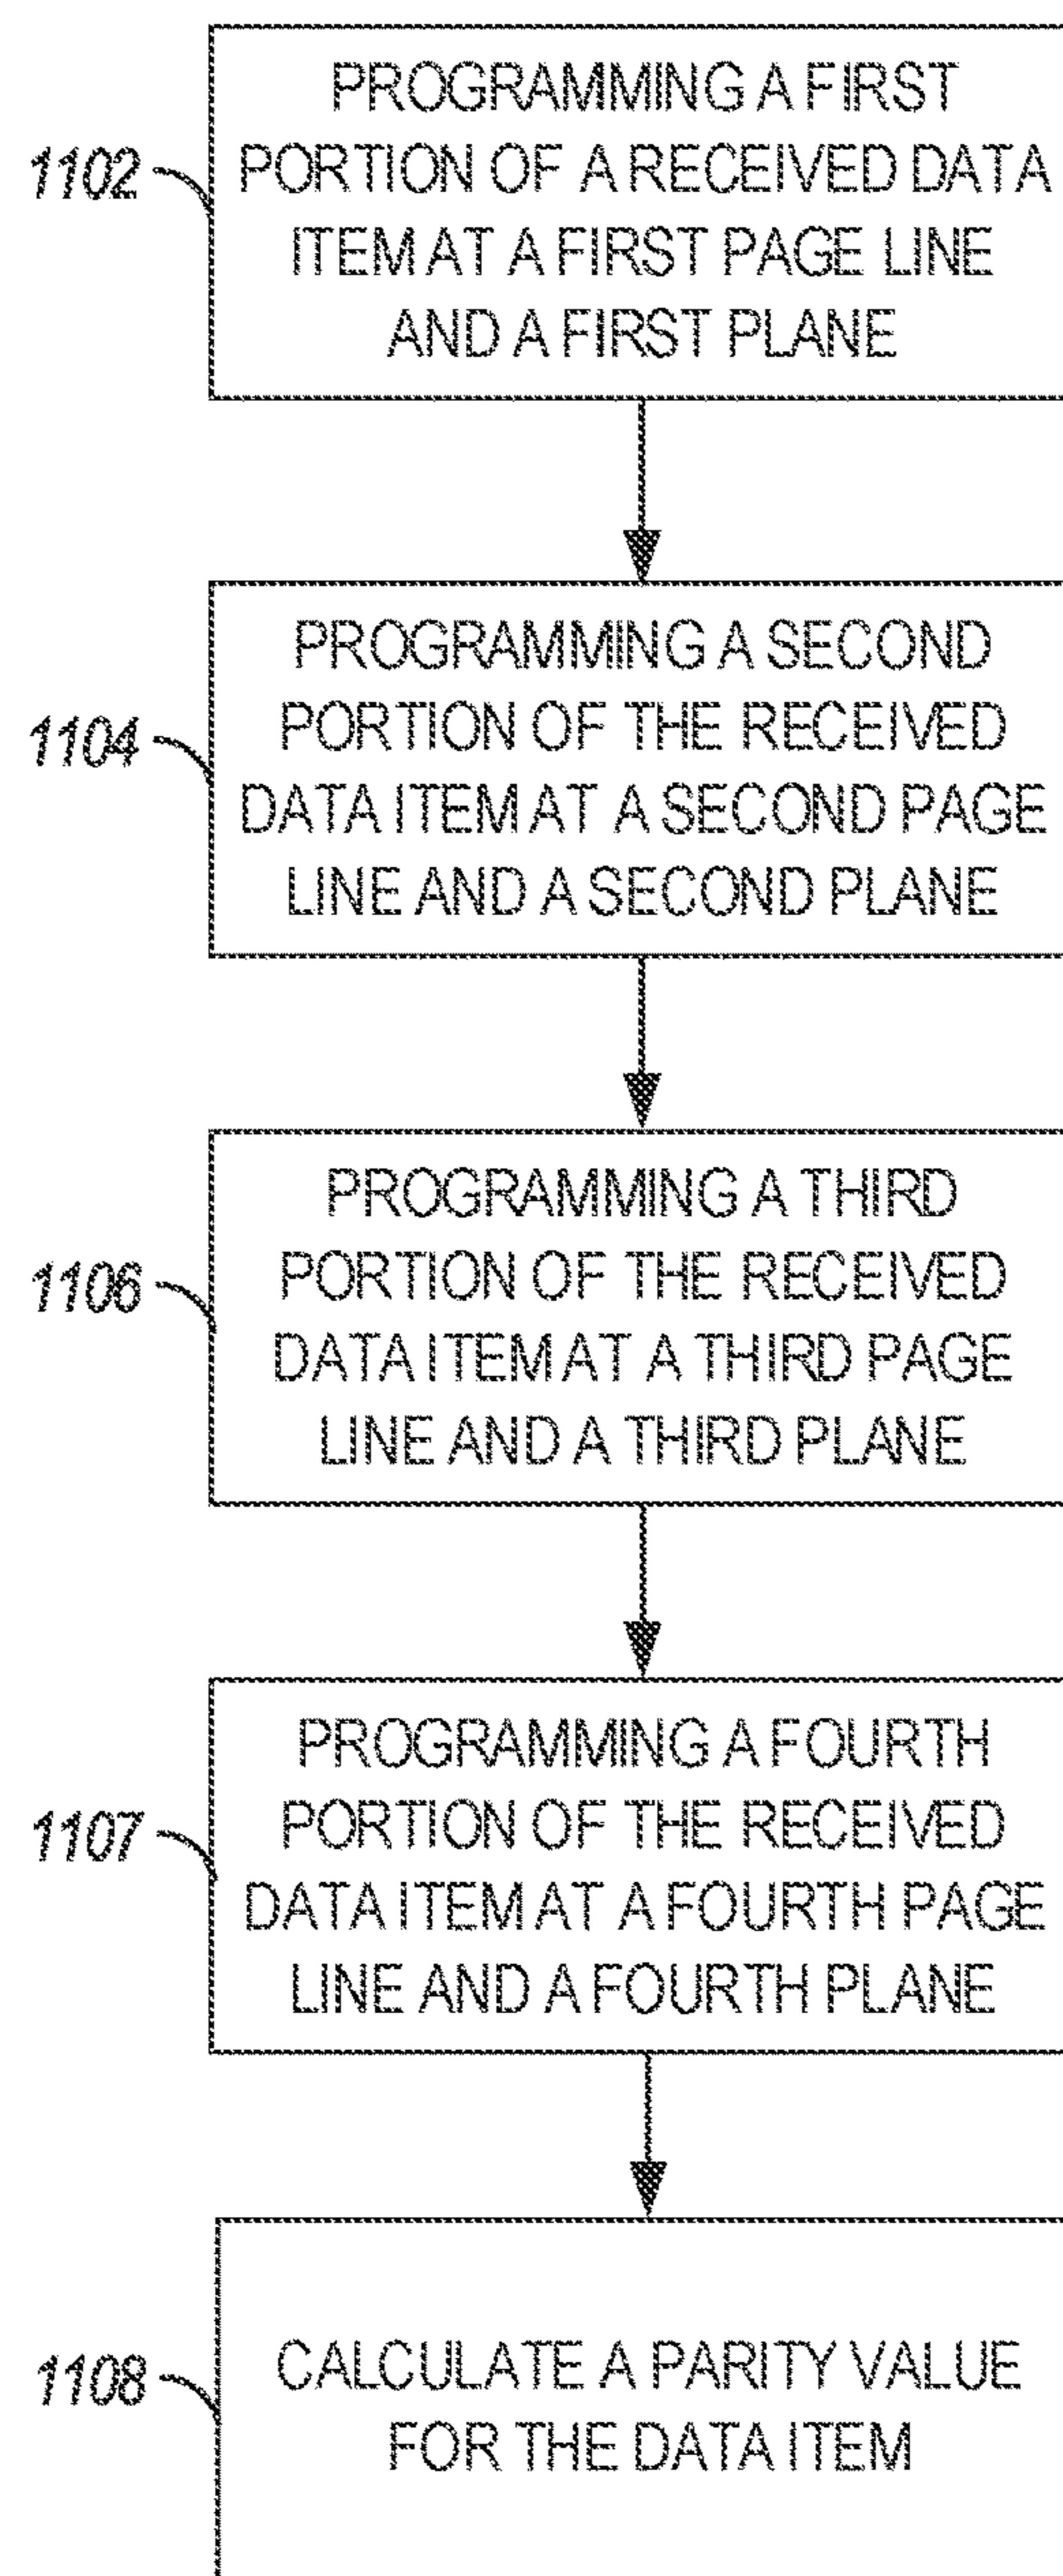 PROGRAMMING A FIRST
1102 PORTION OF A RECEIVED DATA
ITEM AT A FIRST PAGE LINE
AND A FIRST PLANE
PROGRAMMING A SECOND
1104 PORTION OF THE RECEIVED
DATA ITEM AT A SECOND PAGE
LINE AND A SECOND PLANE
PROGRAMMING A THIRD
1106 PORTION OF THE RECEIVED
DATA ITEM AT A THIRD PAGE
LINE AND A THIRD PLANE
PROGRAMMING A FOURTH
1107 PORTION OF THE RECEIVED
DATA ITEM AT A FOURTH PAGE
LINE AND A FOURTH PLANE
1108 CALCULATE A PARITY VALUE
FOR THE DATA ITEM